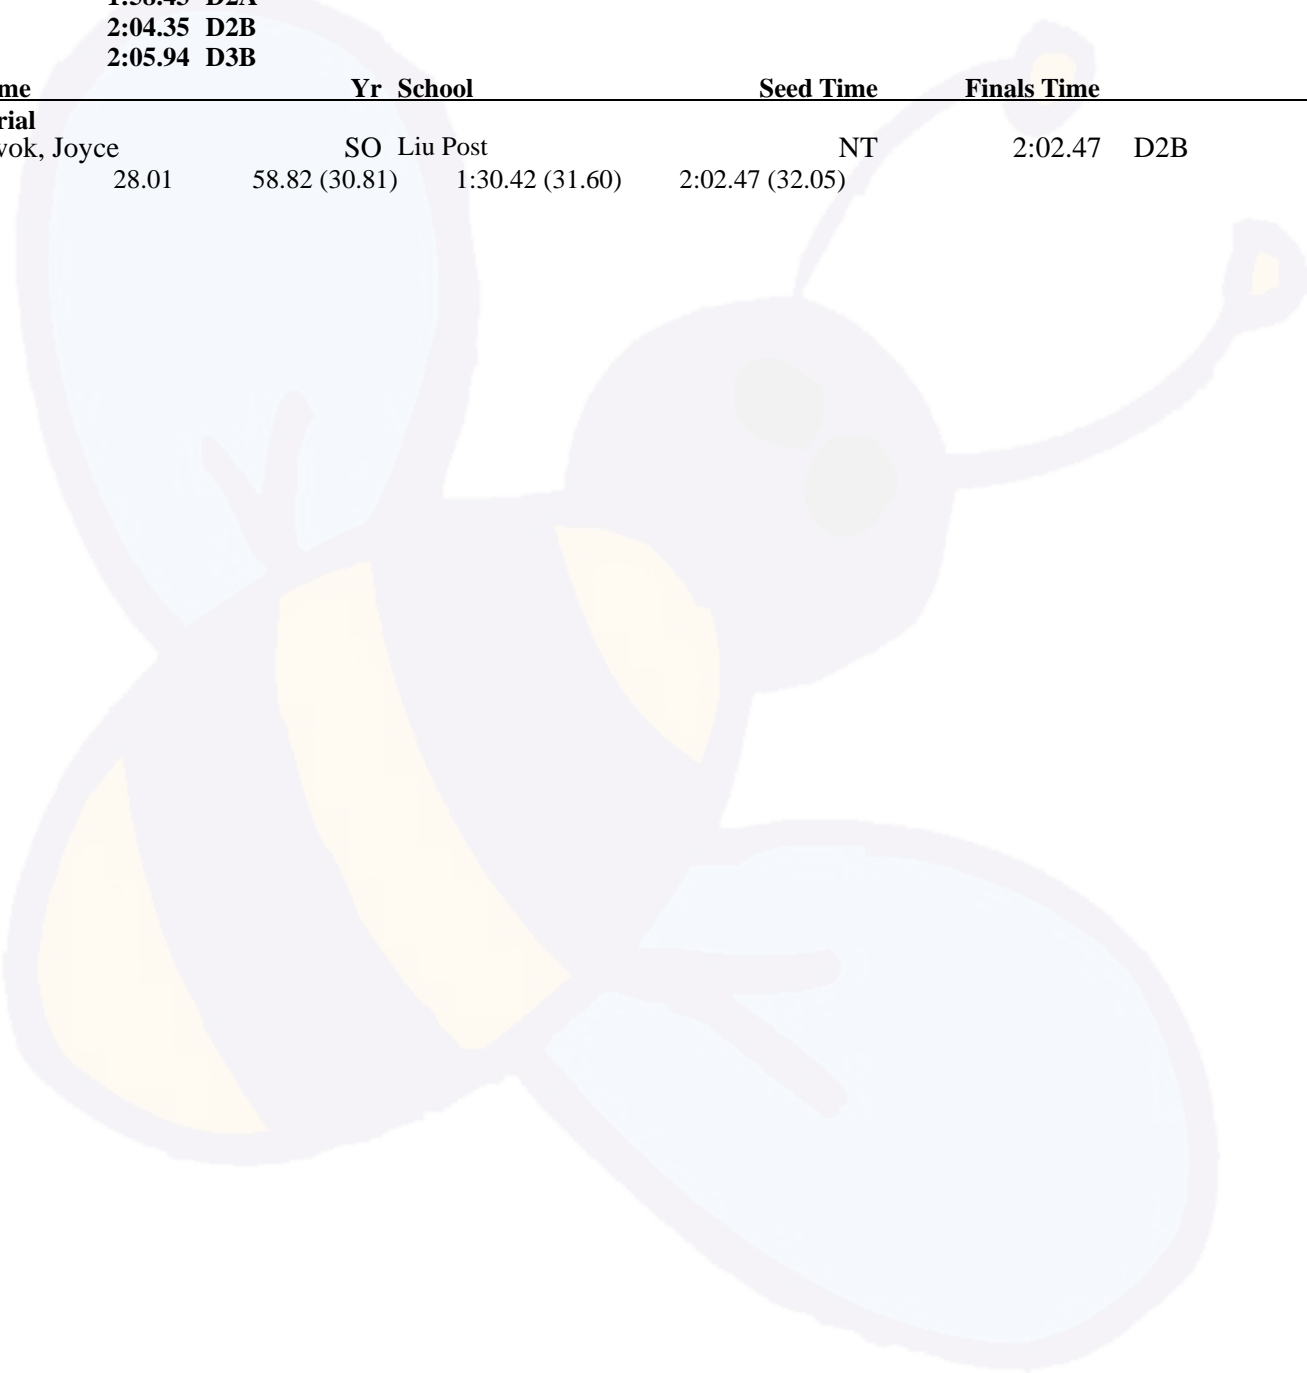 2:04.35 D2B
2:05.94 D3B
Yr School Seed Time Finals Time
Joyce SO Liu Post NT 2:02.47 D2B
28.01 58.82 (30.81) 1:30.42 (31.60) 2:02.47 (32.05)